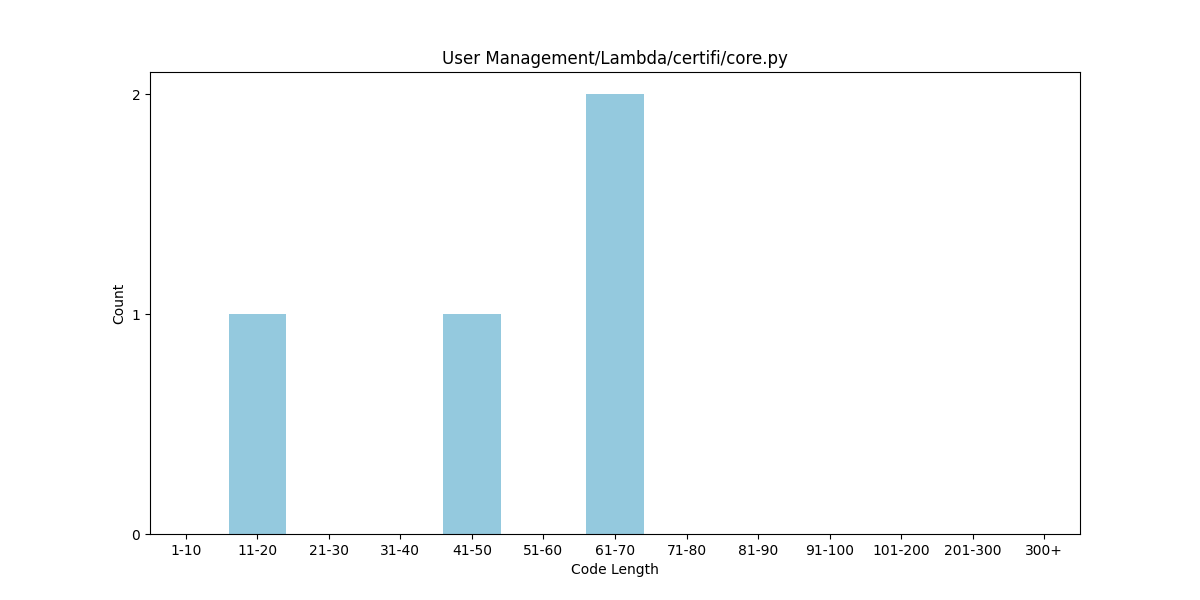 User Management/Lambda/certifi/core.py
2
1
0
Count
1-10 11-20 21-30 31-40 41-50 51-60 61-70 71-80 81-90 91-100 101-200 201-300 300+
Code Length